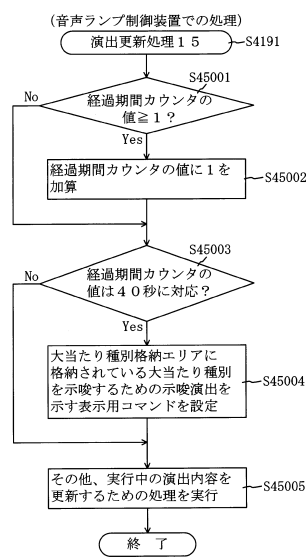 (音声ランプ制御装置での処理)
演出更新処理15
S4191
S45001
No
経過期間カウンタの
値≧1?
Yes
経過期間カウンタの値に1を
加算
S45002
S45003
No
経過期間カウンタの
値は40秒に対応?
Yes
大当たり種別格納エリアに
格納されている大当たり種別
を示唆するための示唆演出を
示す表示用コマンドを設定
S45004
その他、実行中の演出内容を
更新するための処理を実行
S45005
終 了